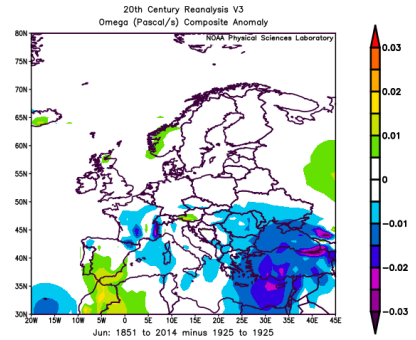 20th Century Reanalysis V3
Omega (Pascal/s) Composite Anomaly
NOAA Physical Sciences Laboratory
80N
75N
70N
65N
60N
55N
50N
45N
40N
35N
30N
20W 15W 10W 5W 0 5E 10E 15E 20E 25E 30E 35E 40E 45E
Jun: 1851 to 2014 minus 1925 to 1925
0.03
0.02
0.01
0
-0.01
-0.02
-0.03